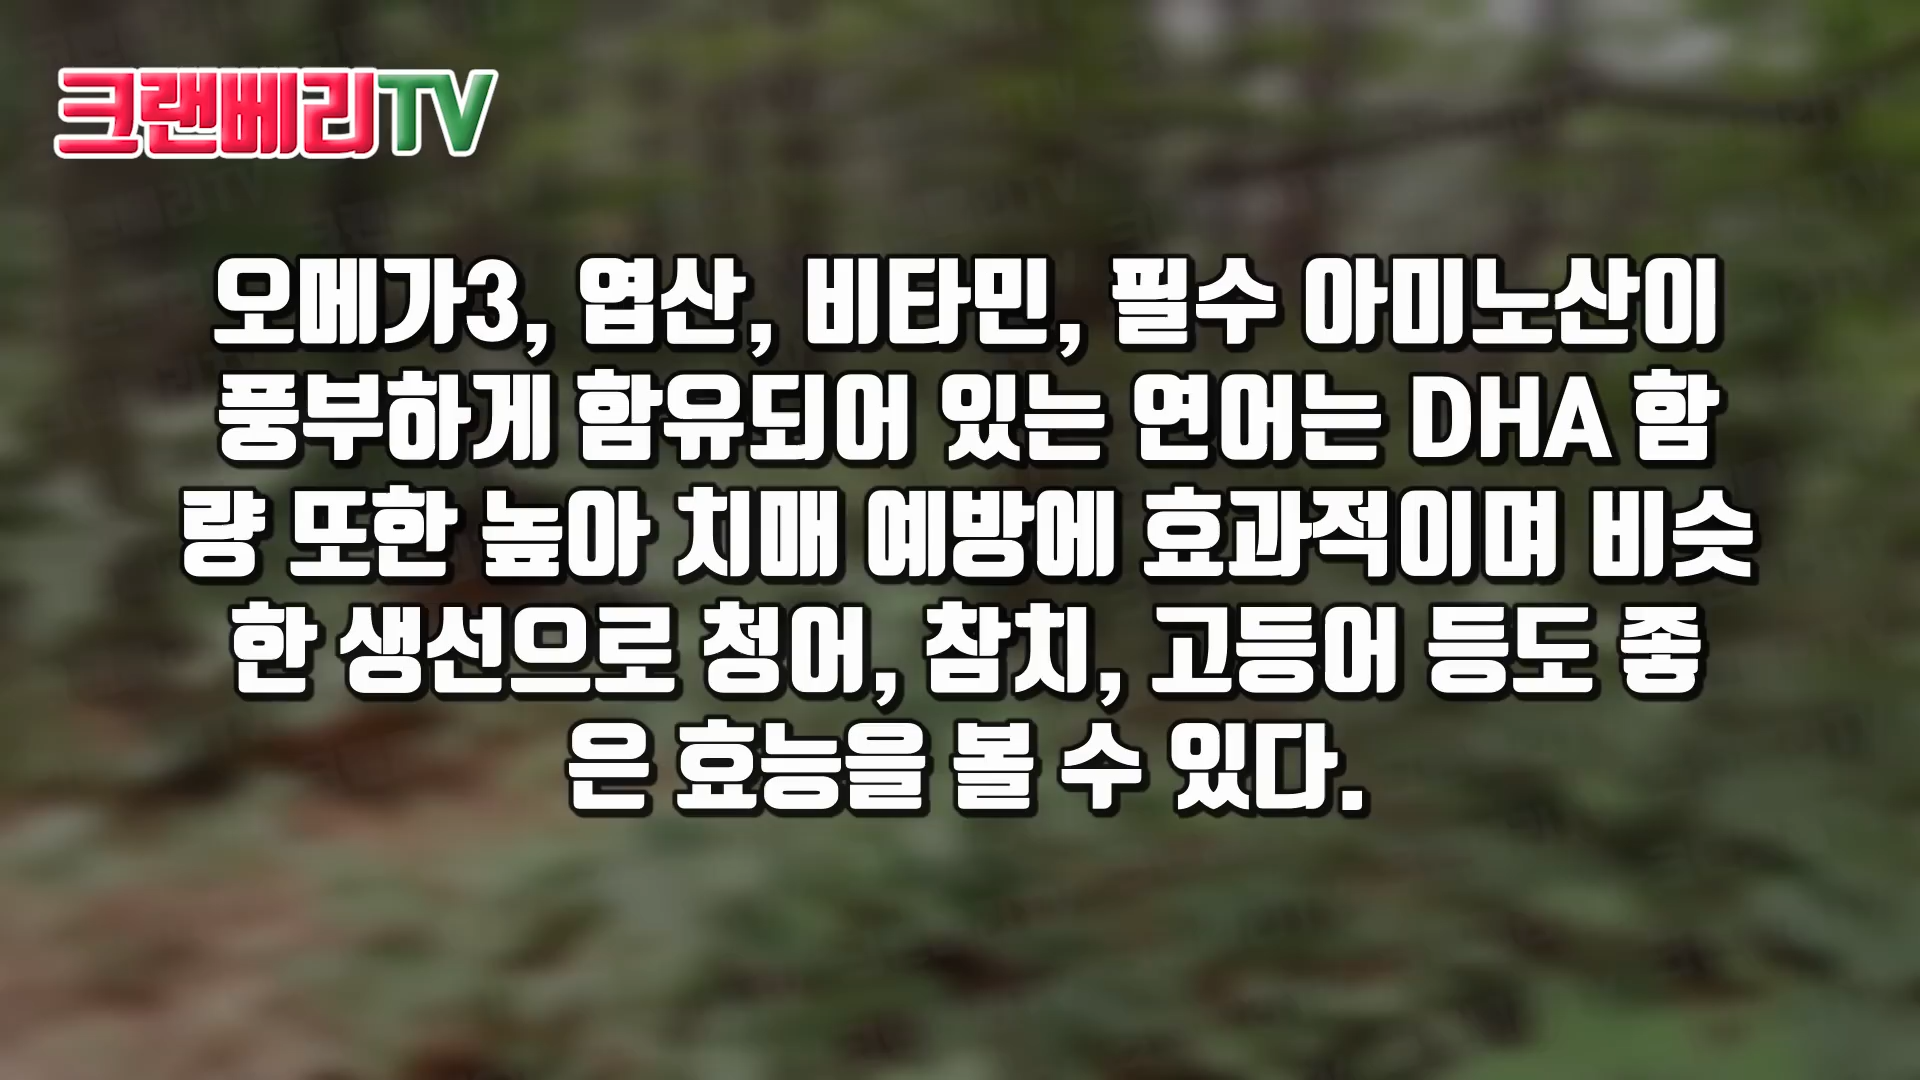 크랜베리TV
오메가3, 엽산, 비타민, 필수 아미노산이
풍부하게 함유되어 있는 연어는 DHA 함
량 또한 높아 치매 예방에 효과적이며 비슷
한 생선으로 청어, 참치, 고등어 등도 좋
은 효능을 볼 수 있다.